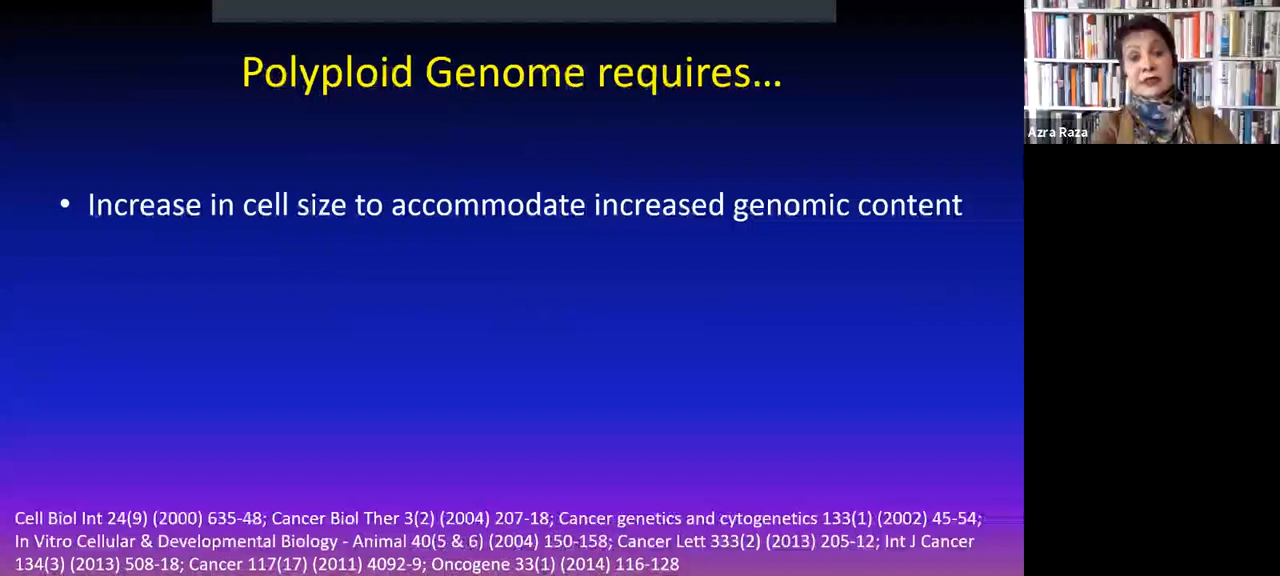 Polyploid Genome requires...
• Increase in cell size to accommodate increased genomic content
Cell Biol Int 24(9) (2000) 635-48; Cancer Biol Ther 3(2) (2004) 207-18; Cancer genetics and cytogenetics 133(1) (2002) 45-54;
In Vitro Cellular & Developmental Biology - Animal 40(5 & 6) (2004) 150-158; Cancer Lett 333(2) (2013) 205-12; Int J Cancer
134(3) (2013) 508-18; Cancer 117(17) (2011) 4092-9; Oncogene 33(1) (2014) 116-128
Azra Raza